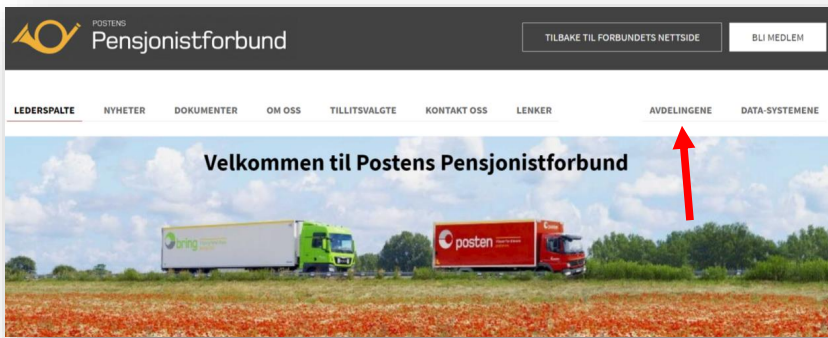 POSTENS
Pensjonistforbund
TILBAKE TIL FORBUNDETS NETTSIDE
BLI MEDLEM
LEDERSPALTE NYHETER DOKUMENTER OM OSS TILLITSVALGTE KONTAKT OSS LENKER AVDELINGENE DATA-SYSTEMENE
Velkommen til Postens Pensjonistforbund
bring
posten